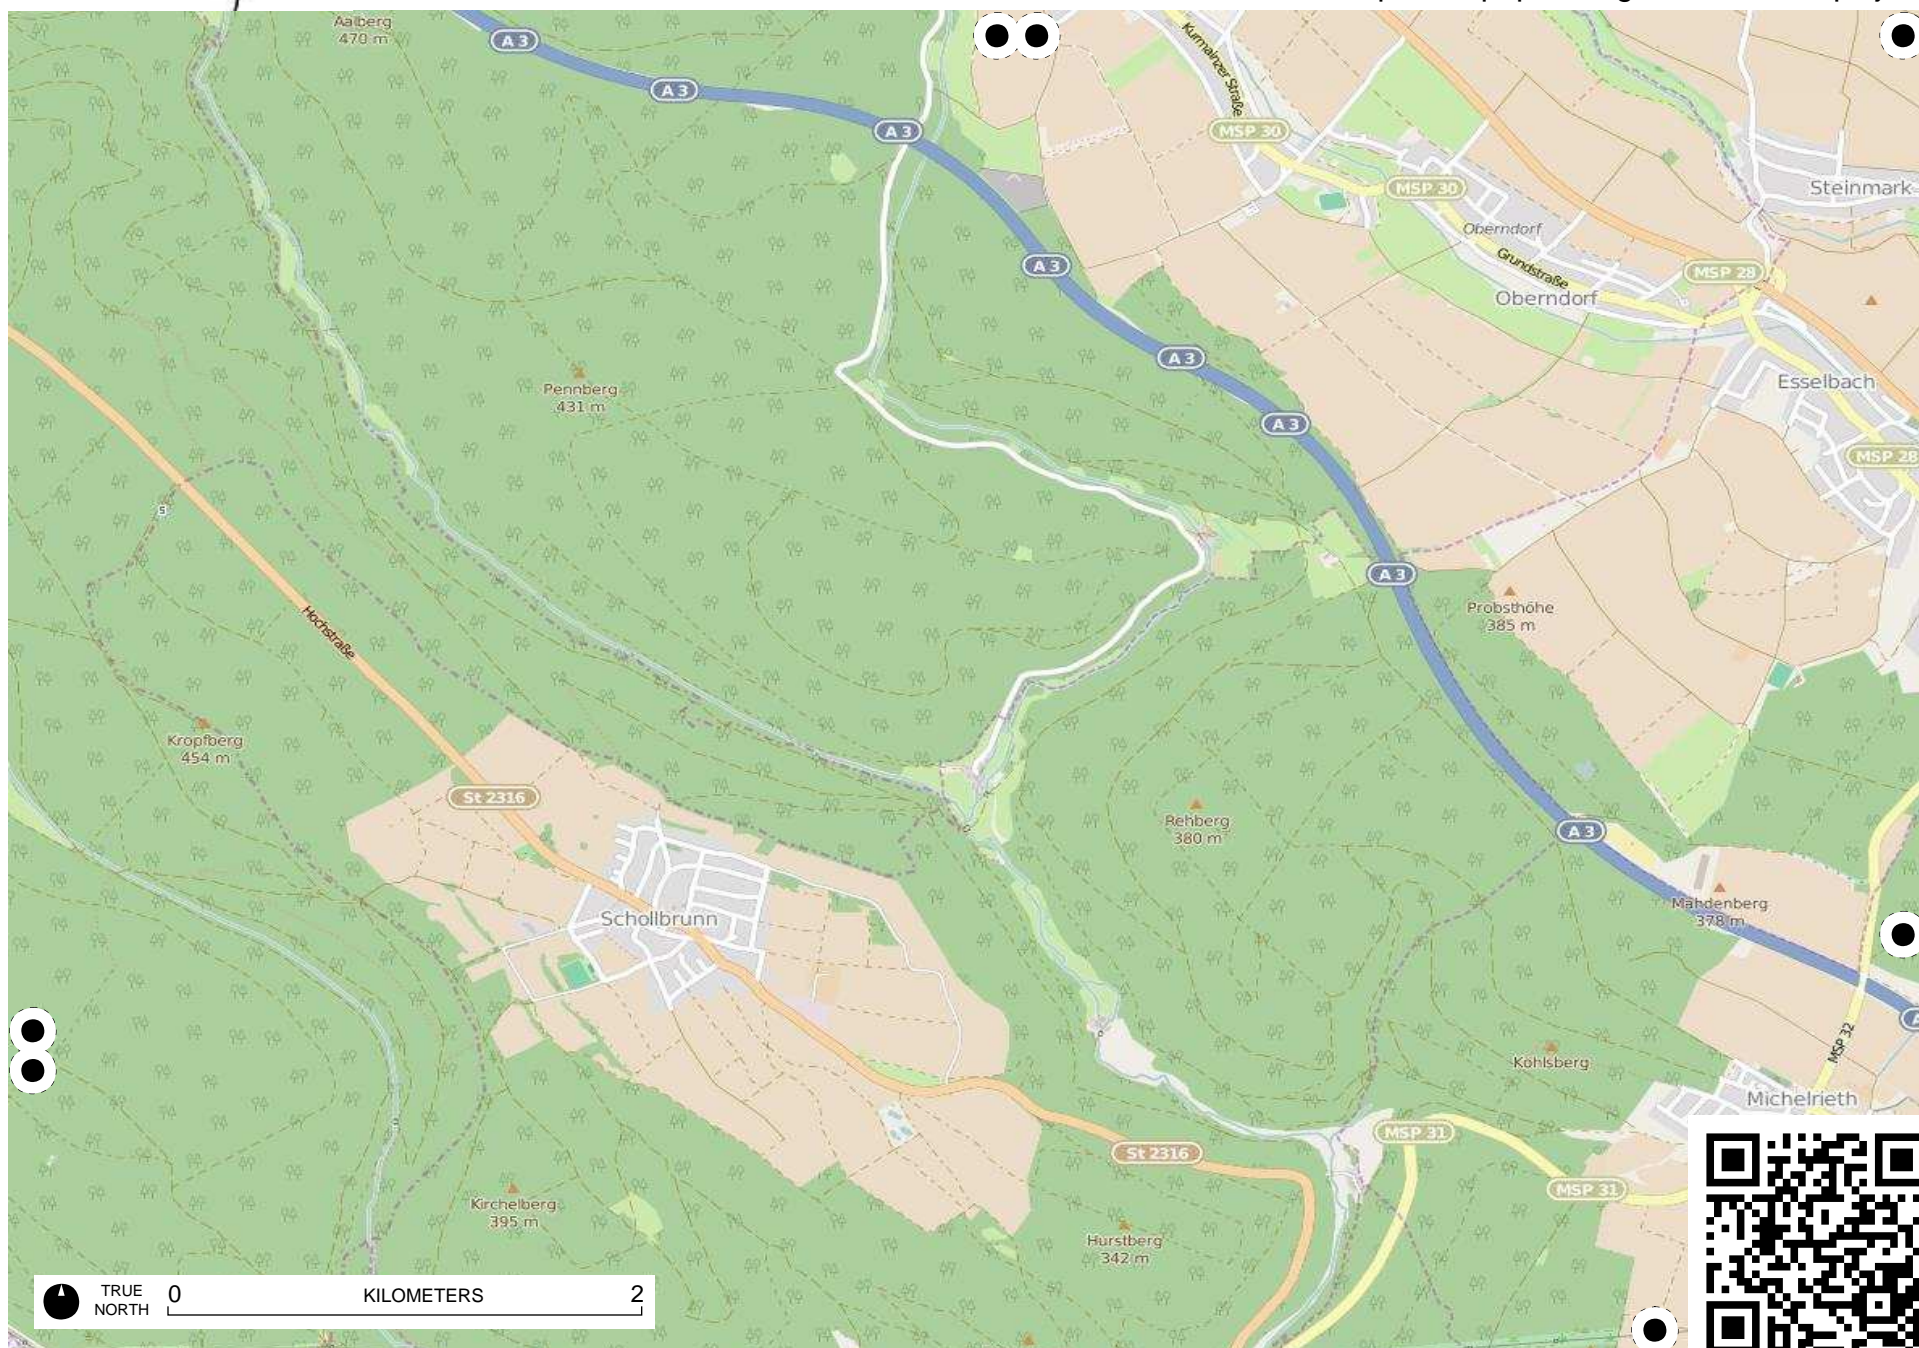 Aalberg
470 m
A 3
A 3
A 3
Kurmainzer Straße
MSP 30
MSP 30
Steinmark
Oberndorf
Grundstraße
MSP 28
A 3
Oberndorf
A 3
Pennberg
431 m
Esselbach
A 3
MSP 28
A 3
Probsthöhe
385 m
Hochstraße
Kropfberg
454 m
St 2316
Rehberg
380 m
A 3
Mähdenberg
378 m
Schollbrunn
MSP 32
Kohlsberg
Michelrieth
MSP 31
St 2316
MSP 31
Kirchelberg
395 m
Hurstberg
342 m
TRUE
NORTH
0
KILOMETERS
2